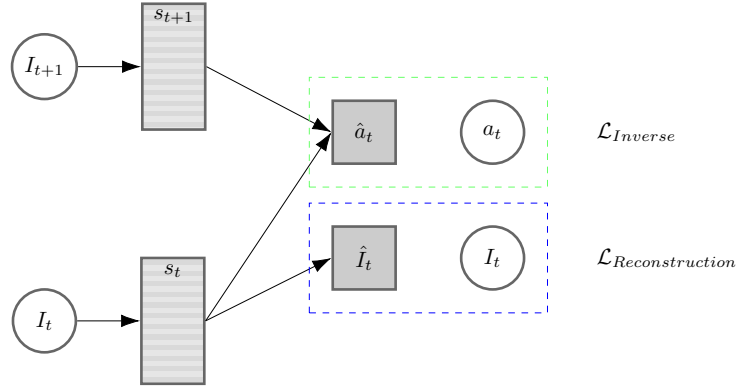 s_{t+1}
I_{t+1}
â_t
a_t
ℒ_{Inverse}
Î_t
I_t
ℒ_{Reconstruction}
s_t
I_t